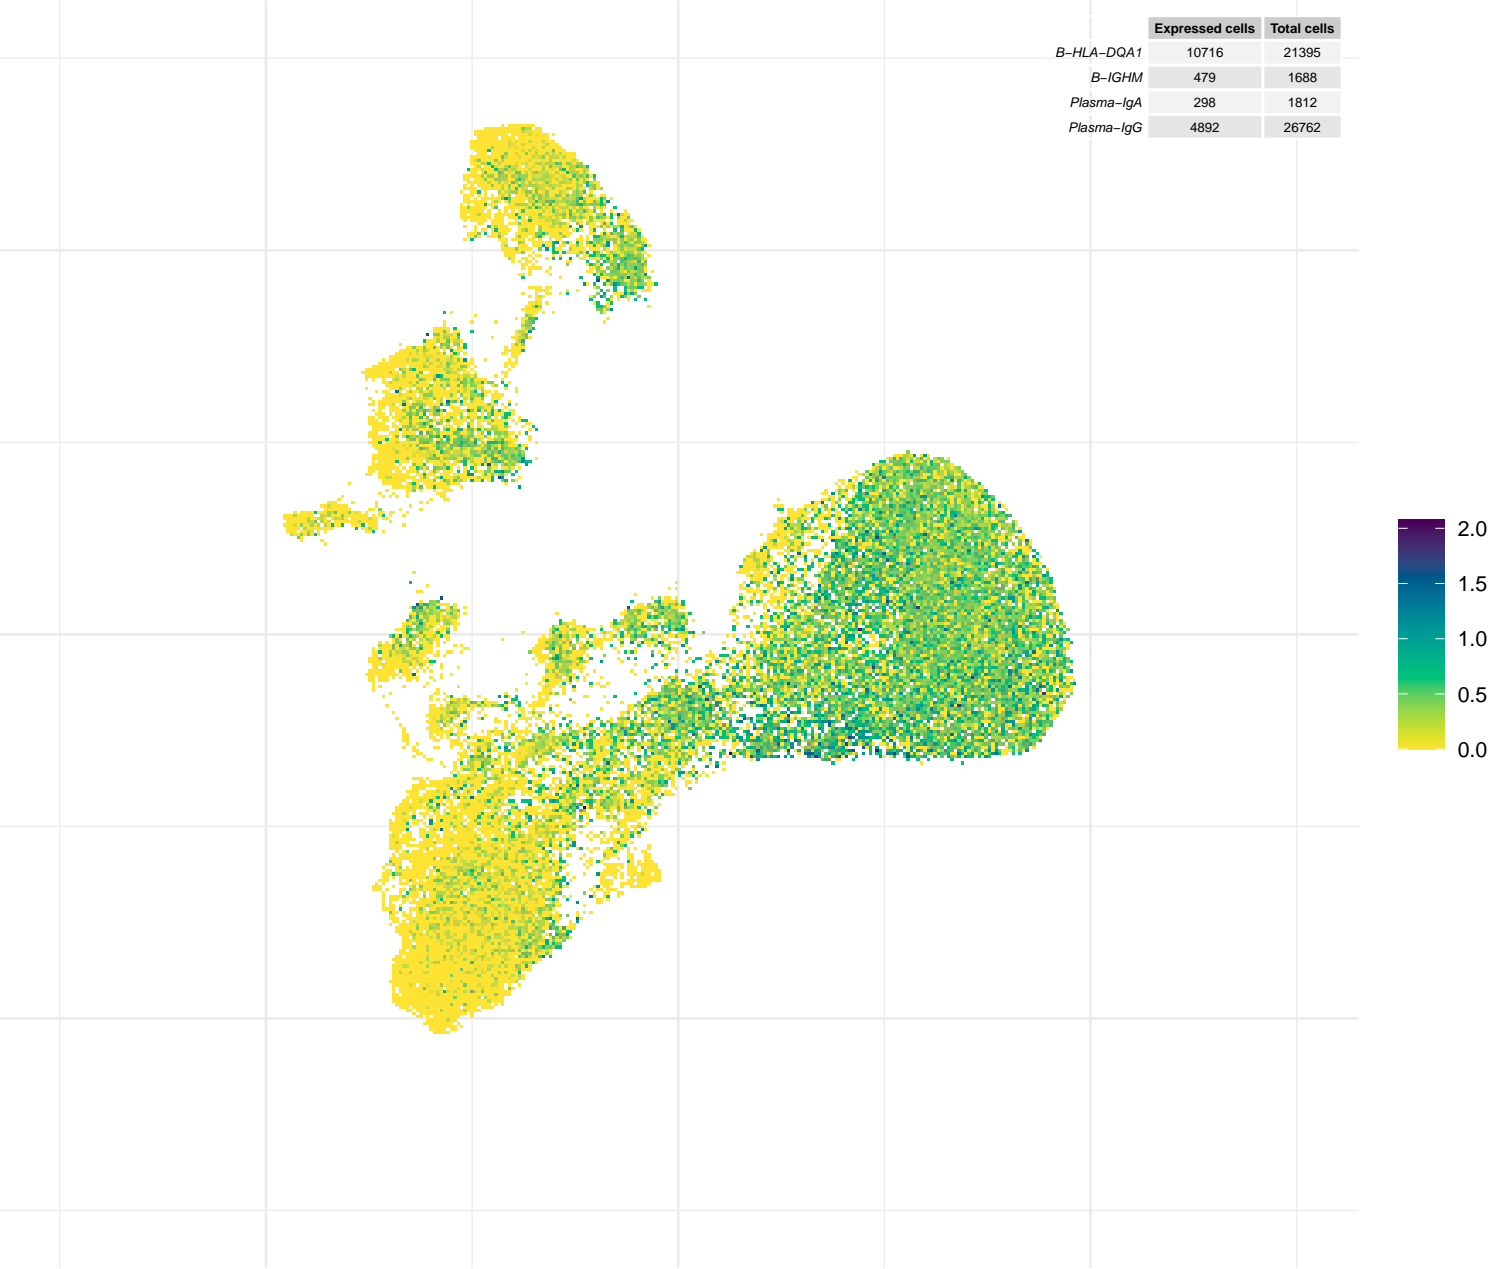 Expressed cells Total cells
B−HLA−DQA1 10716 21395
B−IGHM 479 1688
Plasma−IgA 298 1812
Plasma−IgG 4892 26762
2.0
1.5
1.0
0.5
0.0